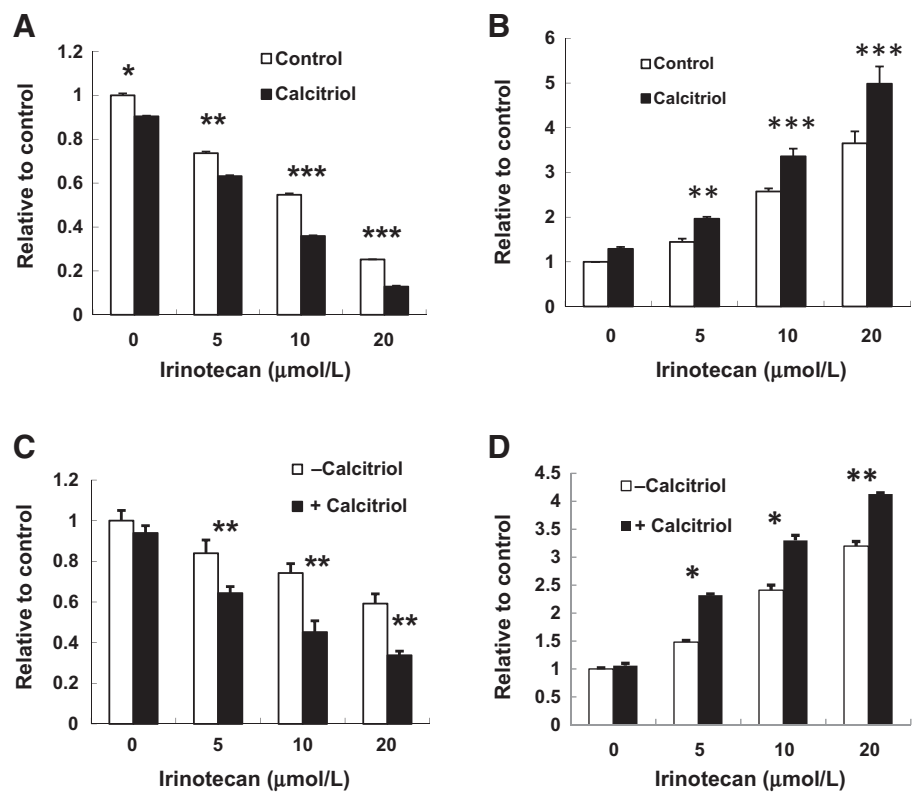 A
1.2
1
0.8
0.6
0.4
0.2
0
Relative to control
Control
Calcitriol
*
**
***
***
0 5 10 20
Irinotecan (μmol/L)
B
6
5
4
3
2
1
0
Relative to control
Control
Calcitriol
**
***
***
0 5 10 20
Irinotecan (μmol/L)
C
1.2
1
0.8
0.6
0.4
0.2
0
Relative to control
–Calcitriol
+ Calcitriol
**
**
**
0 5 10 20
Irinotecan (μmol/L)
D
4.5
4
3.5
3
2.5
2
1.5
1
0.5
0
Relative to control
–Calcitriol
+ Calcitriol
*
*
**
0 5 10 20
Irinotecan (μmol/L)